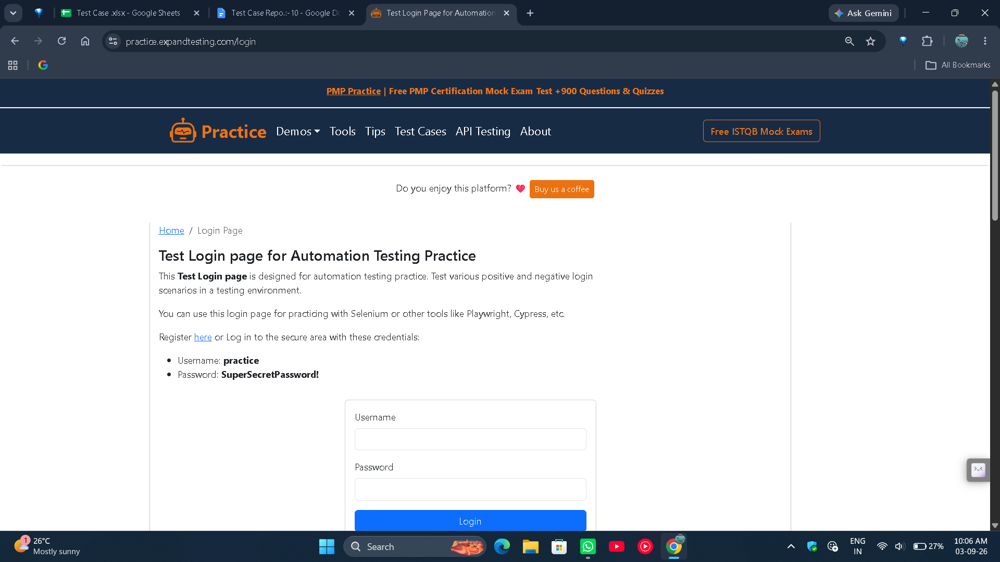 Test Case .xlsx - Google Sheets
Test Case Repo.:-10 - Google Do
Test Login Page for Automation
Ask Gemini
practice.expandtesting.com/login
All Bookmarks
PMP Practice | Free PMP Certification Mock Exam Test +900 Questions & Quizzes
Practice Demos Tools Tips Test Cases API Testing About Free ISTQB Mock Exams
Do you enjoy this platform? Buy us a coffee
Home / Login Page
Test Login page for Automation Testing Practice
This Test Login page is designed for automation testing practice. Test various positive and negative login
scenarios in a testing environment.
You can use this login page for practicing with Selenium or other tools like Playwright, Cypress, etc.
Register here or Log in to the secure area with these credentials:
Username: practice
Password: SuperSecretPassword!
Username
Password
Login
1
26°C
Mostly sunny
Search
ENG
IN
27%
10:06 AM
03-09-26